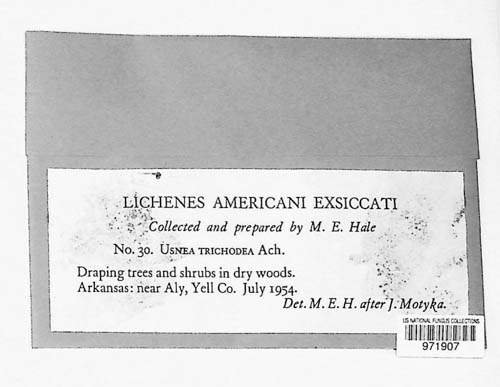 LICHENES AMERICANI EXSICCATI
Collected and prepared by M. E. Hale
No. 30. USNEA TRICHODEA Ach.
Draping trees and shrubs in dry woods.
Arkansas: near Aly, Yell Co. July 1954.
Det. M. E. H. after J. Motyka.
US NATIONAL FUNGUS COLLECTIONS
971907